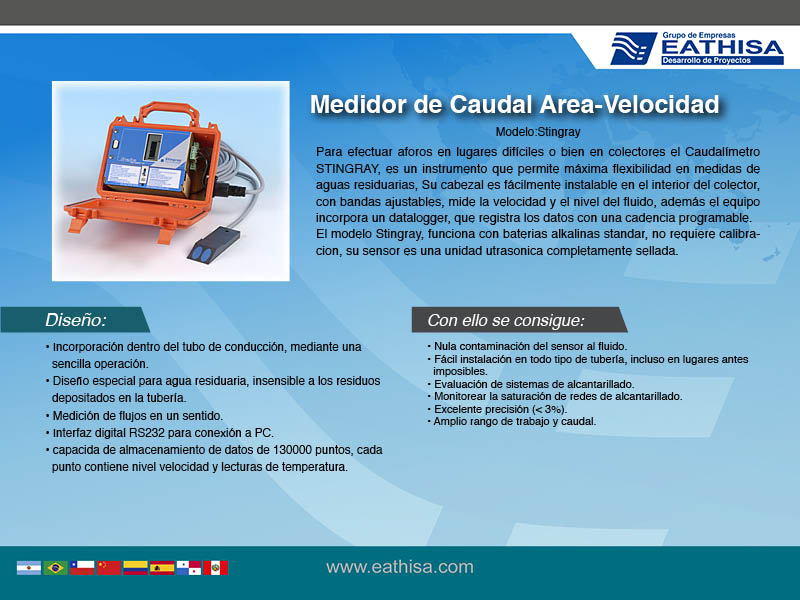 Grupo de Empresas
EATHISA
Desarrollo de Proyectos
Medidor de Caudal Area-Velocidad
Modelo:Stingray
Para efectuar aforos en lugares difíciles o bien en colectores el Caudalímetro
STINGRAY, es un instrumento que permite máxima flexibilidad en medidas de
aguas residuarias, Su cabezal es fácilmente instalable en el interior del colector,
con bandas ajustables, mide la velocidad y el nivel del fluido, además el equipo
incorpora un datalogger, que registra los datos con una cadencia programable.
El modelo Stingray, funciona con baterias alkalinas standar, no requiere calibra-
cion, su sensor es una unidad utrasonica completamente sellada.
Diseño:
• Incorporación dentro del tubo de conducción, mediante una
sencilla operación.
• Diseño especial para agua residuaria, insensible a los residuos
depositados en la tubería.
• Medición de flujos en un sentido.
• Interfaz digital RS232 para conexión a PC.
• capacida de almacenamiento de datos de 130000 puntos, cada
punto contiene nivel velocidad y lecturas de temperatura.
Con ello se consigue:
• Nula contaminación del sensor al fluido.
• Fácil instalación en todo tipo de tubería, incluso en lugares antes
imposibles.
• Evaluación de sistemas de alcantarillado.
• Monitorear la saturación de redes de alcantarillado.
• Excelente precisión (< 3%).
• Amplio rango de trabajo y caudal.
www.eathisa.com